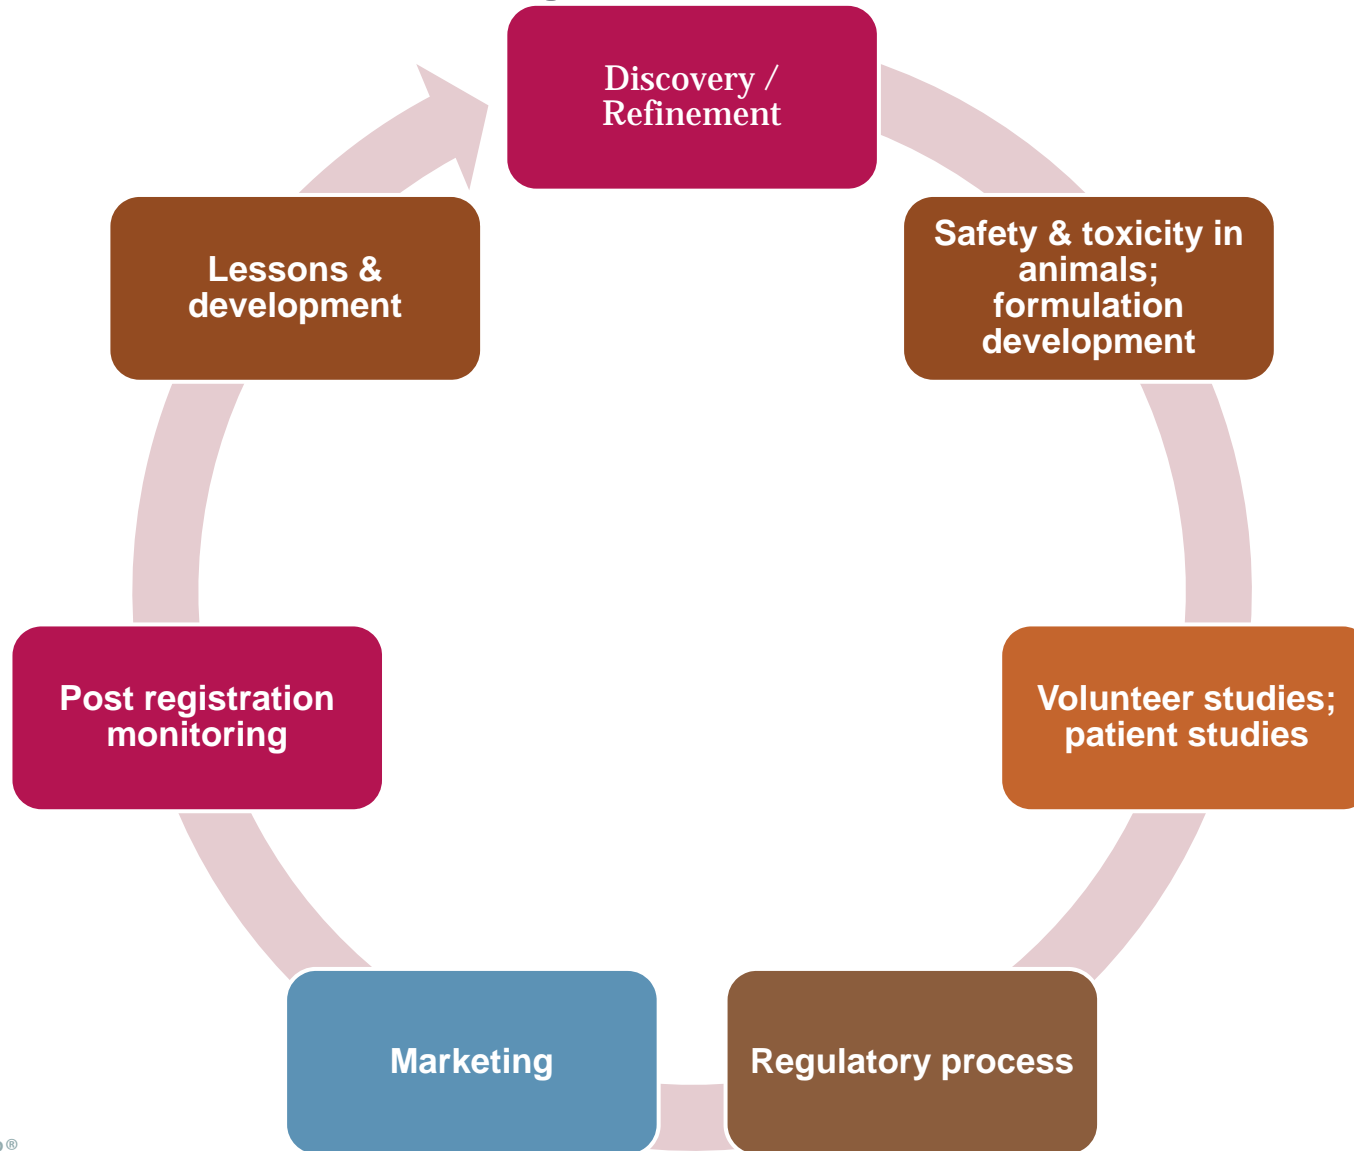 Discovery /
Refinement
Safety & toxicity in
animals;
formulation
development
Volunteer studies;
patient studies
Regulatory process
Marketing
Post registration
monitoring
Lessons &
development